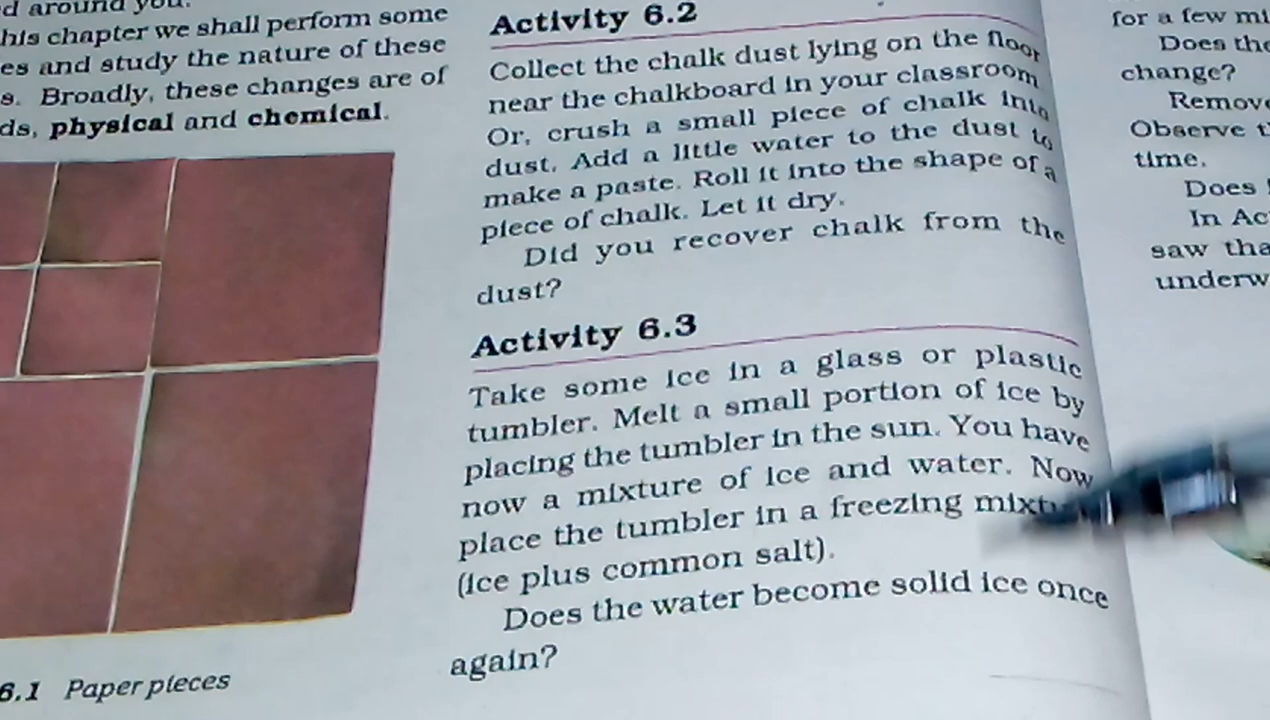 d around you.
his chapter we shall perform some
es and study the nature of these
s. Broadly, these changes are of
ds, physical and chemical.
6.1 Paper pieces
Activity 6.2
Collect the chalk dust lying on the floor
near the chalkboard in your classroom
Or, crush a small piece of chalk into
dust. Add a little water to the dust to
make a paste. Roll it into the shape of a
piece of chalk. Let it dry.
Did you recover chalk from the
dust?
Activity 6.3
Take some ice in a glass or plastic
tumbler. Melt a small portion of ice by
placing the tumbler in the sun. You have
now a mixture of ice and water. Now
place the tumbler in a freezing
(ice plus common salt).
Does the water become solid ice once
again?
for a few
Does
change?
Observe
time.
Does
In
saw